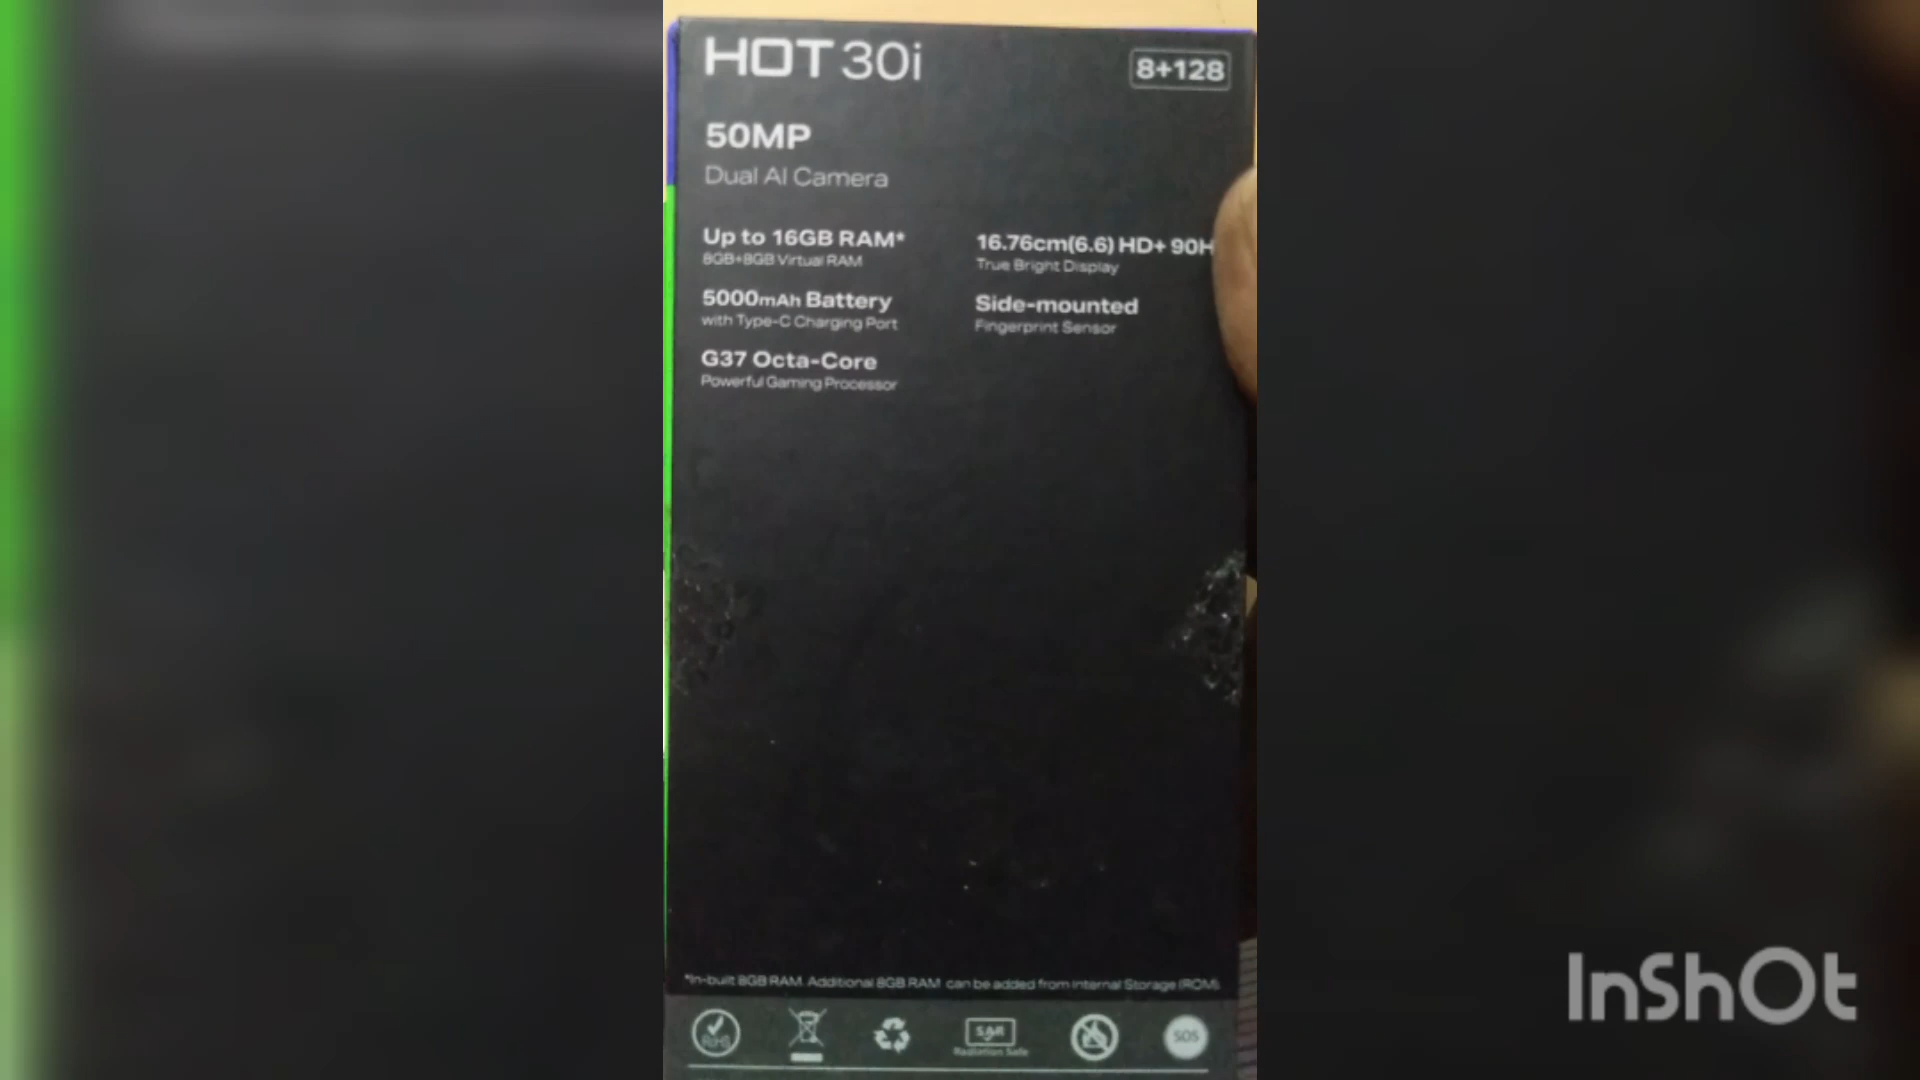 HOT 30i
8+128
50MP
Dual AI Camera
Up to 16GB RAM*
8GB+8GB Virtual RAM
16.76cm(6.6) HD+ 90H
True Bright Display
5000mAh Battery
with Type-C Charging Port
Side-mounted
Fingerprint Sensor
G37 Octa-Core
Powerful Gaming Processor
*In-built 8GB RAM. Additional 8GB RAM can be added from Internal Storage (ROM).
RoHS
SAR
Radiation Safe
SOS
InShOt